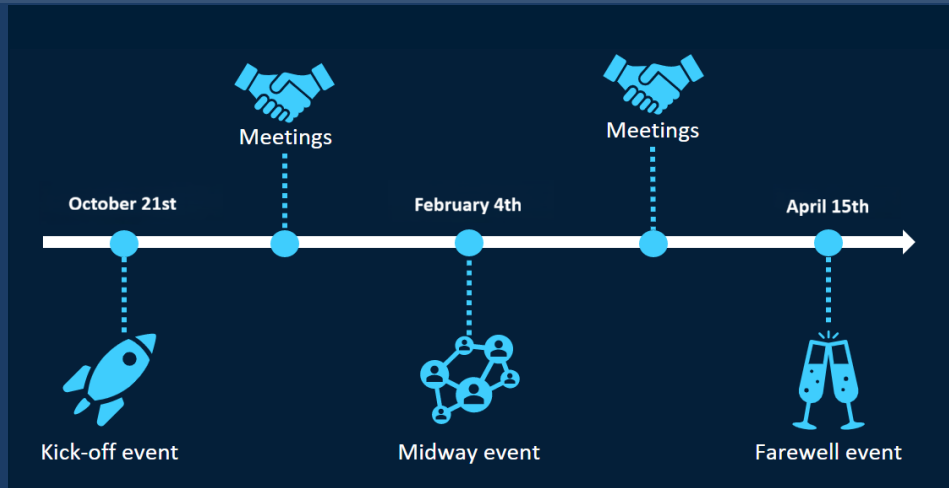 Meetings
Meetings
October 21st
February 4th
April 15th
Kick-off event
Midway event
Farewell event